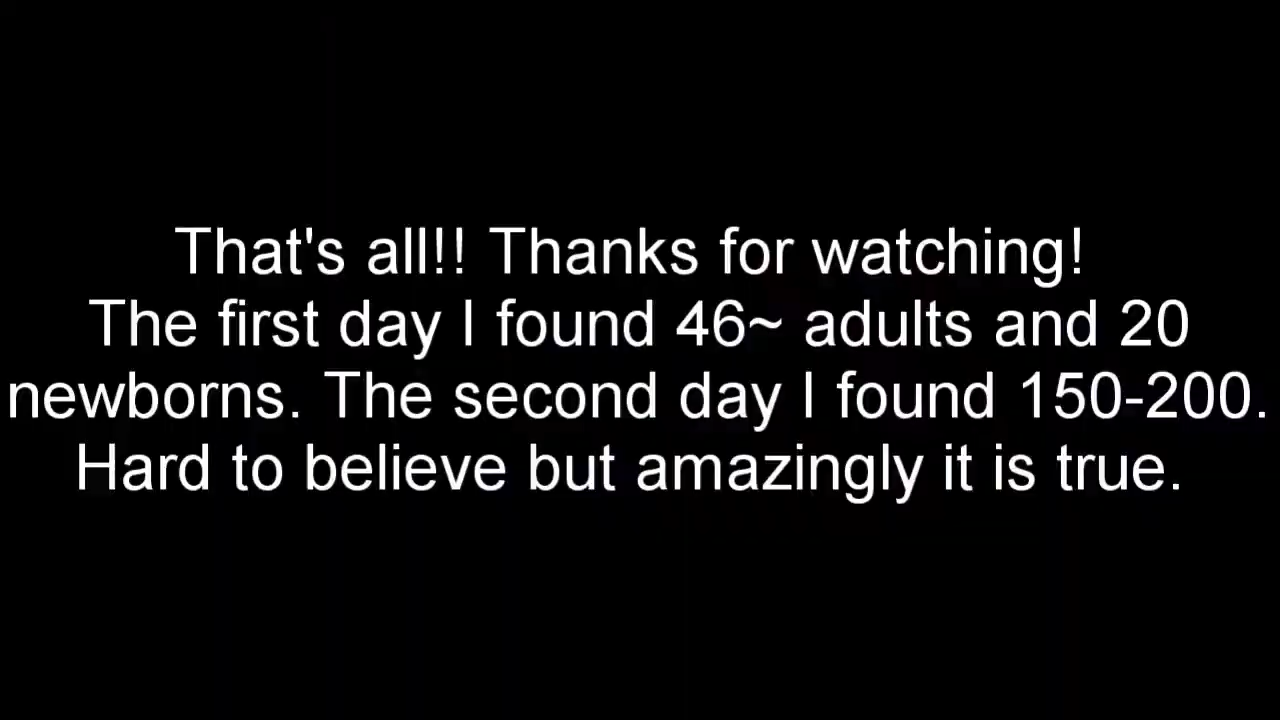 That's all!! Thanks for watching!
The first day I found 46~ adults and 20
newborns. The second day I found 150-200.
Hard to believe but amazingly it is true.